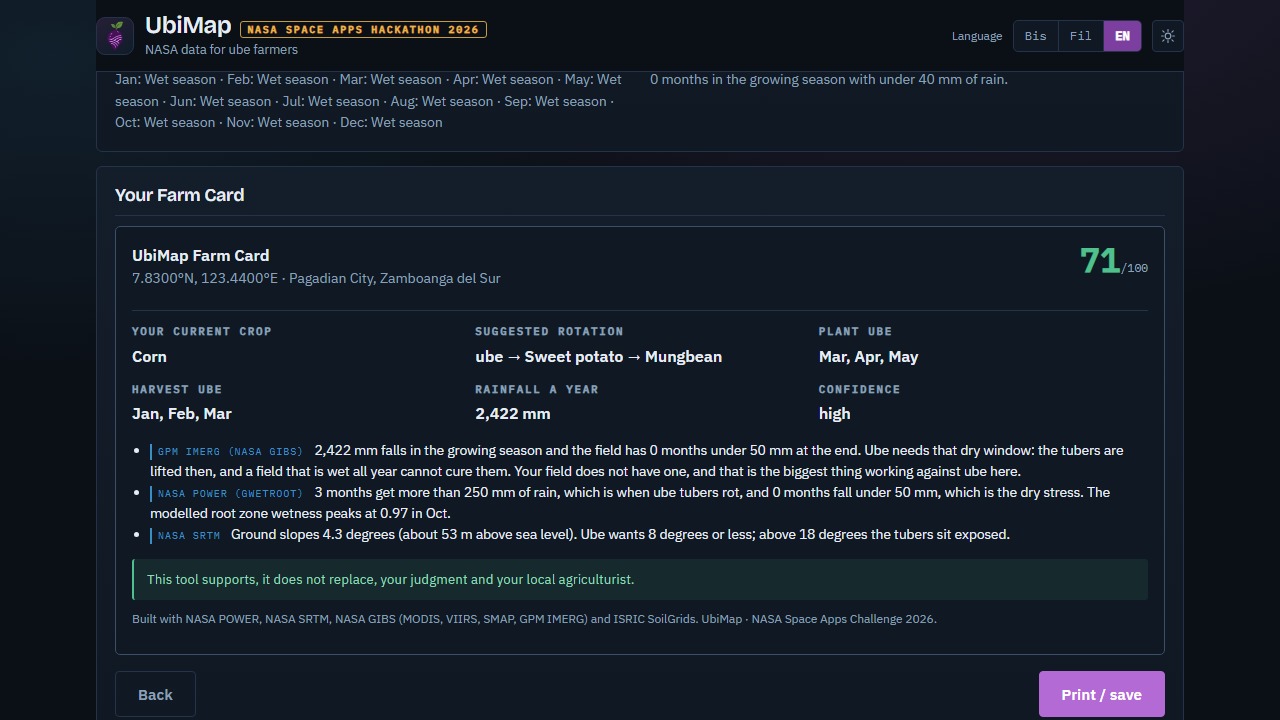 UbiMap NASA SPACE APPS HACKATHON 2026
NASA data for ube farmers
Language Bis Fil EN
Jan: Wet season · Feb: Wet season · Mar: Wet season · Apr: Wet season · May: Wet
season · Jun: Wet season · Jul: Wet season · Aug: Wet season · Sep: Wet season ·
Oct: Wet season · Nov: Wet season · Dec: Wet season
0 months in the growing season with under 40 mm of rain.
Your Farm Card
UbiMap Farm Card
7.8300°N, 123.4400°E · Pagadian City, Zamboanga del Sur
71/100
YOUR CURRENT CROP
Corn
SUGGESTED ROTATION
ube → Sweet potato → Mungbean
PLANT UBE
Mar, Apr, May
HARVEST UBE
Jan, Feb, Mar
RAINFALL A YEAR
2,422 mm
CONFIDENCE
high
• GPM IMERG (NASA GIBS) 2,422 mm falls in the growing season and the field has 0 months under 50 mm at the end. Ube needs that dry window: the tubers are
lifted then, and a field that is wet all year cannot cure them. Your field does not have one, and that is the biggest thing working against ube here.
• NASA POWER (GWETROOT) 3 months get more than 250 mm of rain, which is when ube tubers rot, and 0 months fall under 50 mm, which is the dry stress. The
modelled root zone wetness peaks at 0.97 in Oct.
• NASA SRTM Ground slopes 4.3 degrees (about 53 m above sea level). Ube wants 8 degrees or less; above 18 degrees the tubers sit exposed.
This tool supports, it does not replace, your judgment and your local agriculturist.
Built with NASA POWER, NASA SRTM, NASA GIBS (MODIS, VIIRS, SMAP, GPM IMERG) and ISRIC SoilGrids. UbiMap · NASA Space Apps Challenge 2026.
Back
Print / save